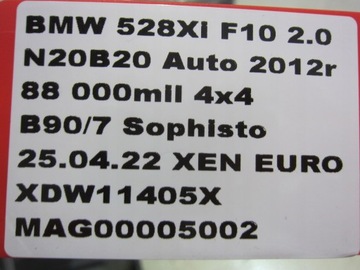 BMW 528Xi F10 2.0
N20B20 Auto 2012r
88 000mil 4x4
B90/7 Sophisto
25.04.22 XEN EURO
XDW11405X
MAG00005002